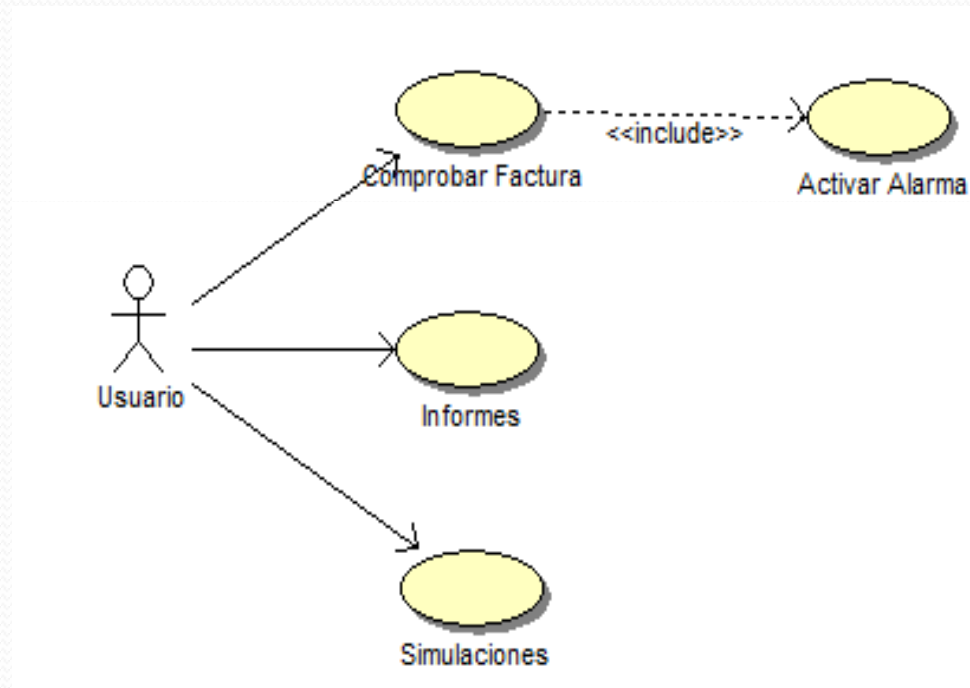 <<include>>
Comprobar Factura
Activar Alarma
Usuario
Informes
Simulaciones